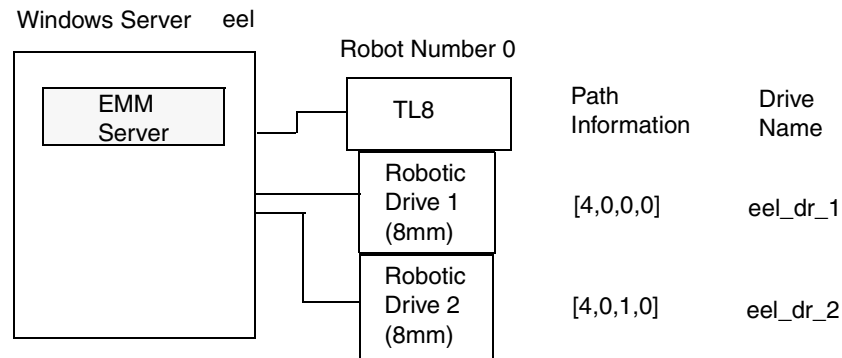 Windows Server eel
Robot Number 0
EMM
Server
TL8
Path
Information
Drive
Name
Robotic
Drive 1
(8mm)
[4,0,0,0]
eel_dr_1
Robotic
Drive 2
(8mm)
[4,0,1,0]
eel_dr_2